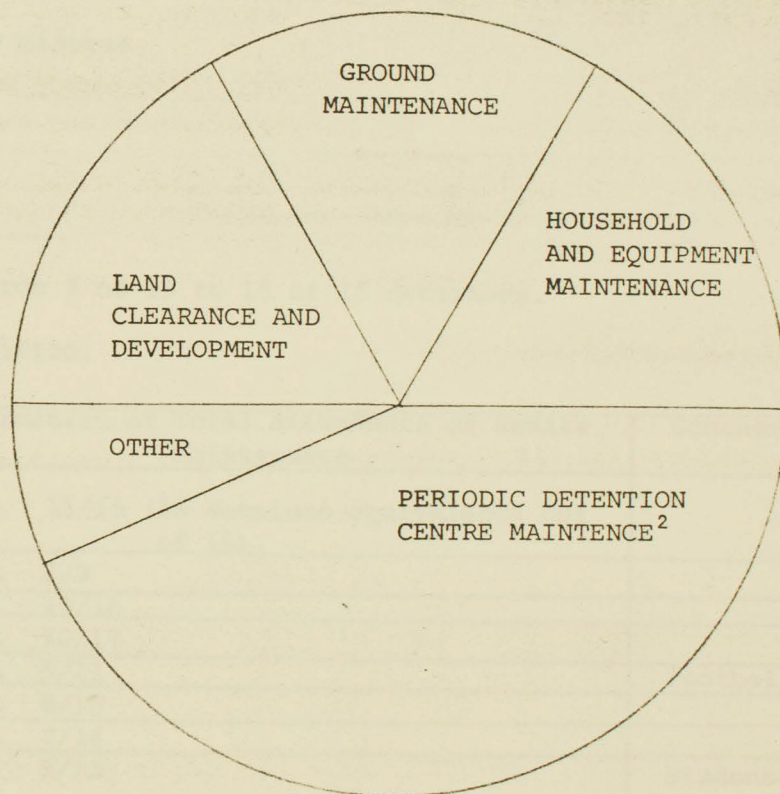 GROUND
MAINTENANCE
HOUSEHOLD
AND EQUIPMENT
MAINTENANCE
LAND
CLEARANCE AND
DEVELOPMENT
OTHER
PERIODIC DETENTION
CENTRE MAINTENCE²